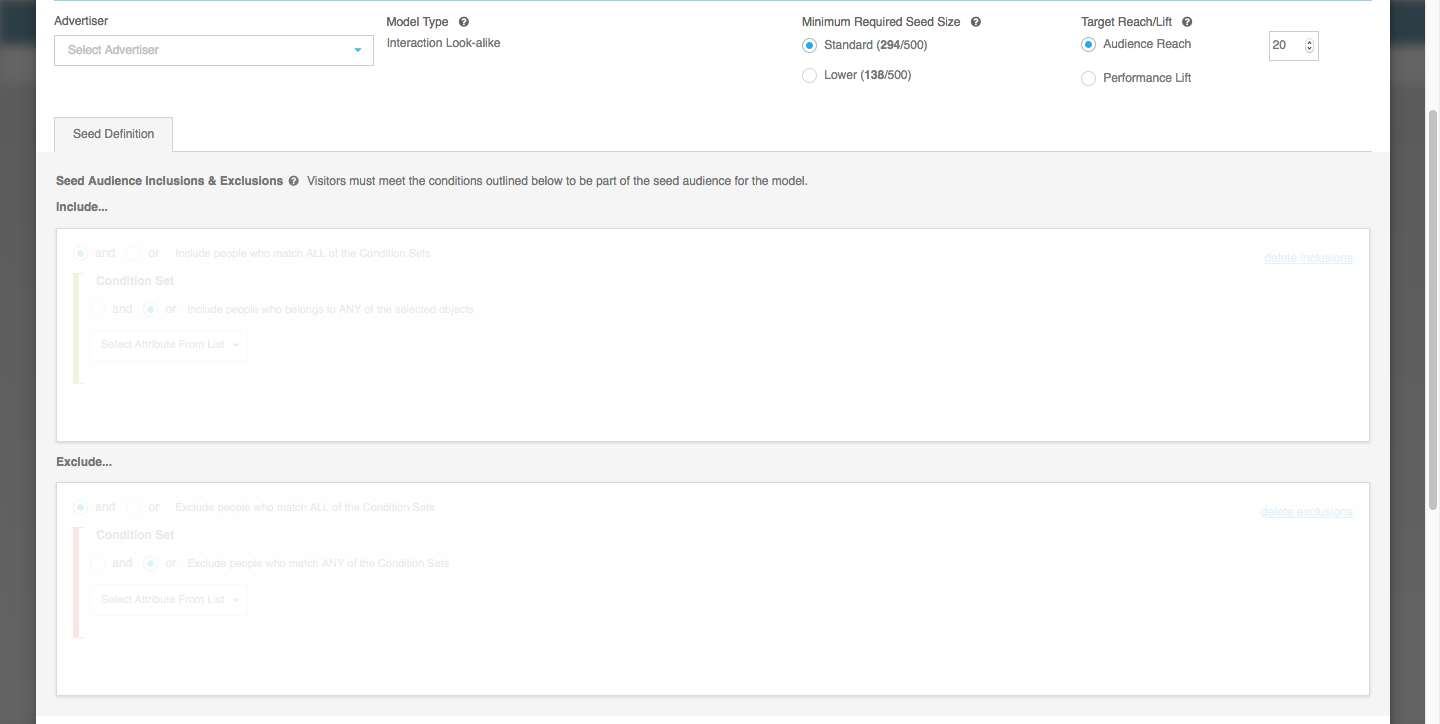 Advertiser
Select Advertiser
Model Type
Interaction Look-alike
Minimum Required Seed Size
Standard (294/500)
Lower (138/500)
Target Reach/Lift
Audience Reach
20
Performance Lift
Seed Definition
Seed Audience Inclusions & Exclusions Visitors must meet the conditions outlined below to be part of the seed audience for the model.
Include...
and or Include people who match ALL of the Condition Sets
delete inclusions
Condition Set
and or Include people who belongs to ANY of the selected objects
Select Attribute From List
Exclude...
and or Exclude people who match ALL of the Condition Sets
delete exclusions
Condition Set
and or Exclude people who match ANY of the Condition Sets
Select Attribute From List